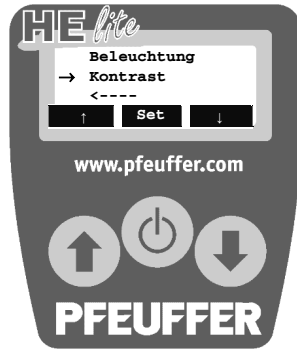 HE lite
Beleuchtung
→ Kontrast
<----
↑ Set ↓
www.pfeuffer.com
PFEUFFER